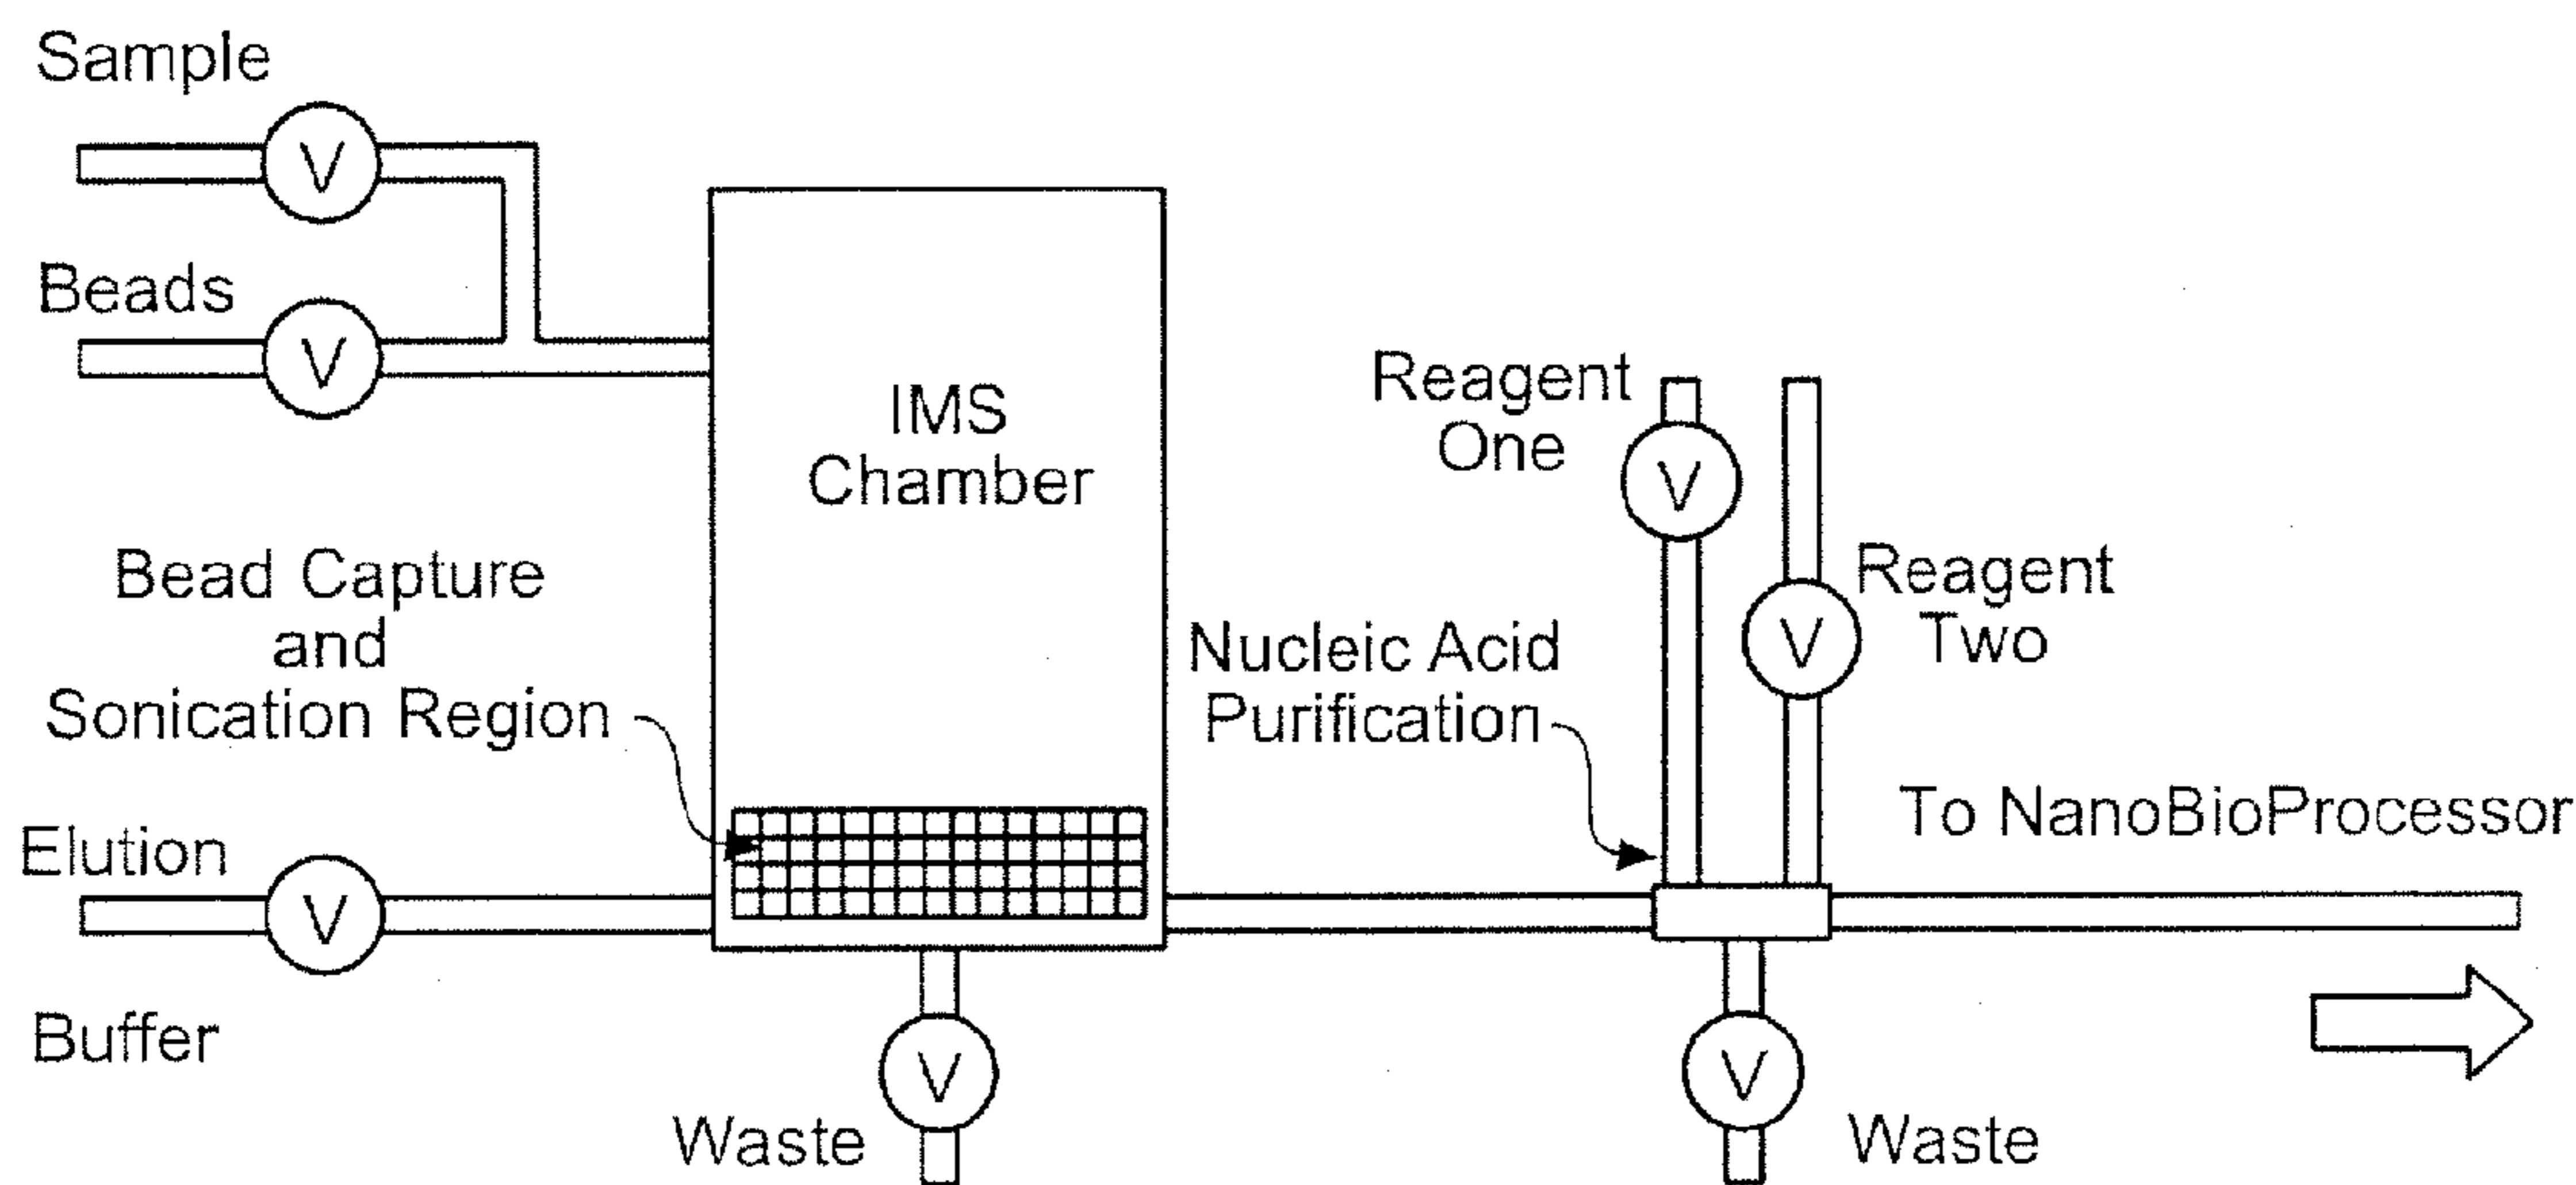 Sample
V
Beads
V
IMS
Chamber
Bead Capture
and
Sonication Region
Elution
V
Buffer
V
Waste
Reagent
One
V
Reagent
Two
V
Nucleic Acid
Purification
To NanoBioProcessor
V
Waste